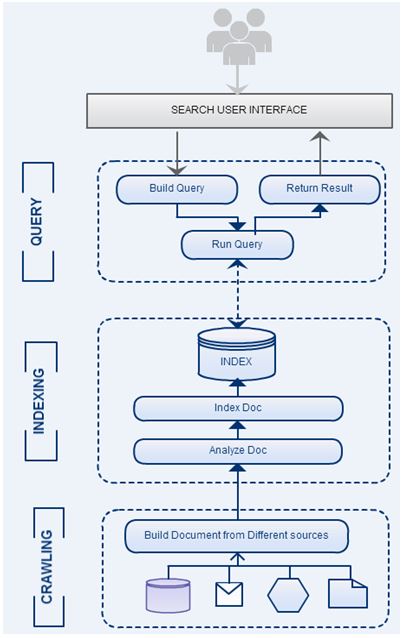 SEARCH USER INTERFACE
QUERY
Build Query
Return Result
Run Query
INDEXING
INDEX
Index Doc
Analyze Doc
CRAWLING
Build Document from Different sources